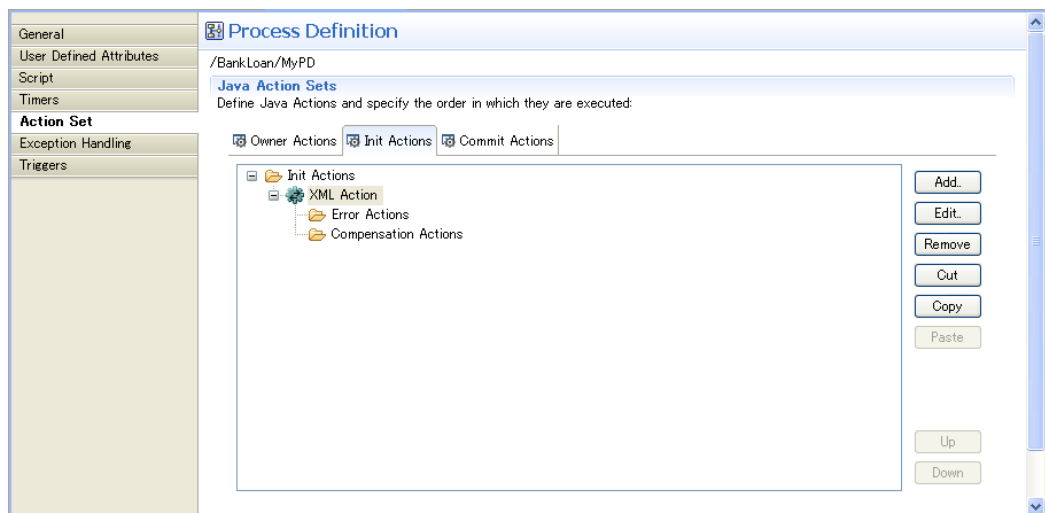 General
User Defined Attributes
Script
Timers
Action Set
Exception Handling
Triggers
Process Definition
/BankLoan/MyPD
Java Action Sets
Define Java Actions and specify the order in which they are executed:
Owner Actions Init Actions Commit Actions
Init Actions
XML Action
Error Actions
Compensation Actions
Add..
Edit..
Remove
Cut
Copy
Paste
Up
Down